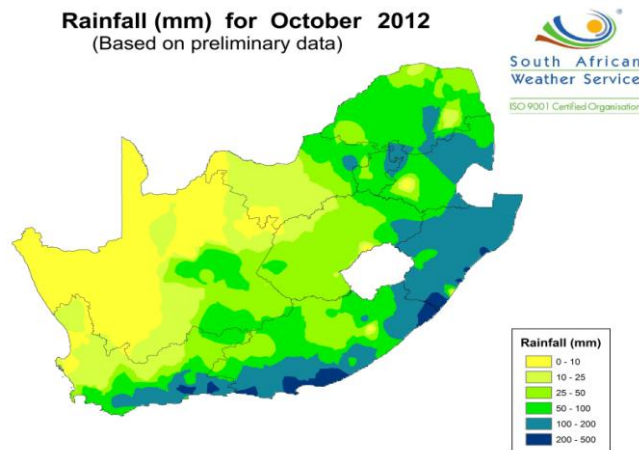 Rainfall (mm) for October 2012
(Based on preliminary data)
South African
Weather Service
ISO 9001 Certified Organisation
Rainfall (mm)
0 - 10
10 - 25
25 - 50
50 - 100
100 - 200
200 - 500